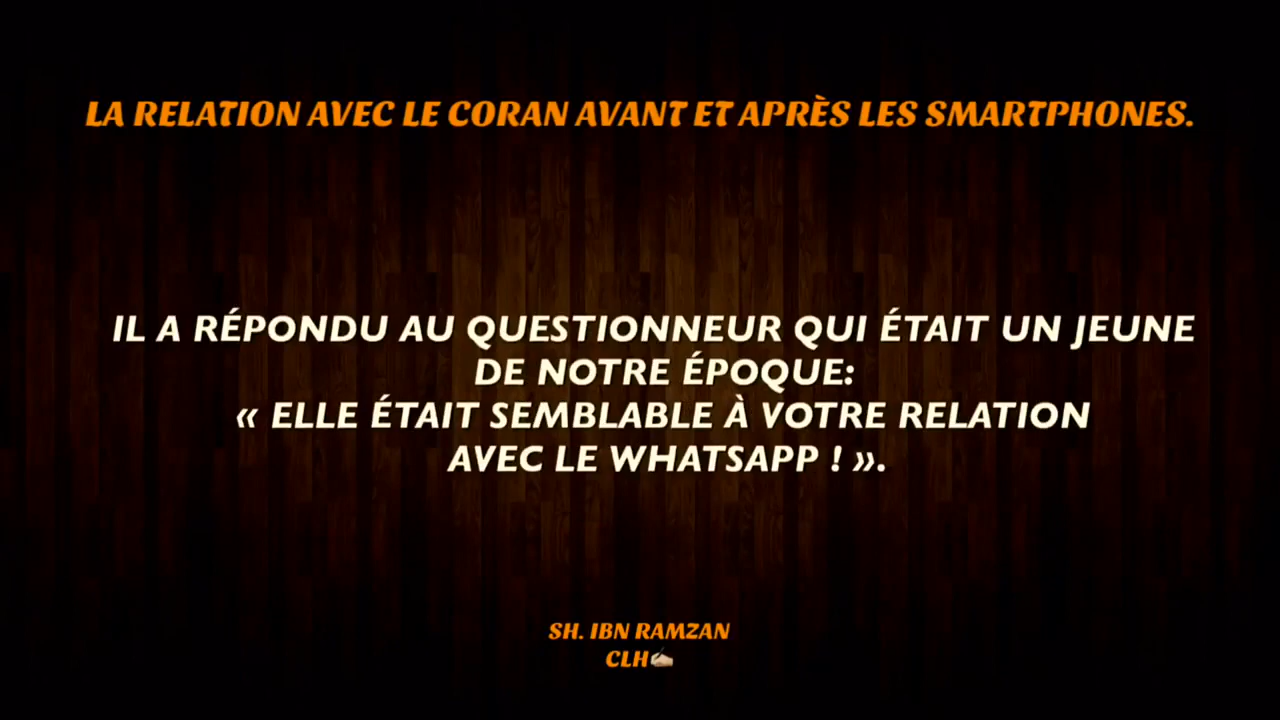 LA RELATION AVEC LE CORAN AVANT ET APRÈS LES SMARTPHONES.
IL A RÉPONDU AU QUESTIONNEUR QUI ÉTAIT UN JEUNE
DE NOTRE ÉPOQUE:
« ELLE ÉTAIT SEMBLABLE À VOTRE RELATION
AVEC LE WHATSAPP ! ».
SH. IBN RAMZAN
CLH✍🏻